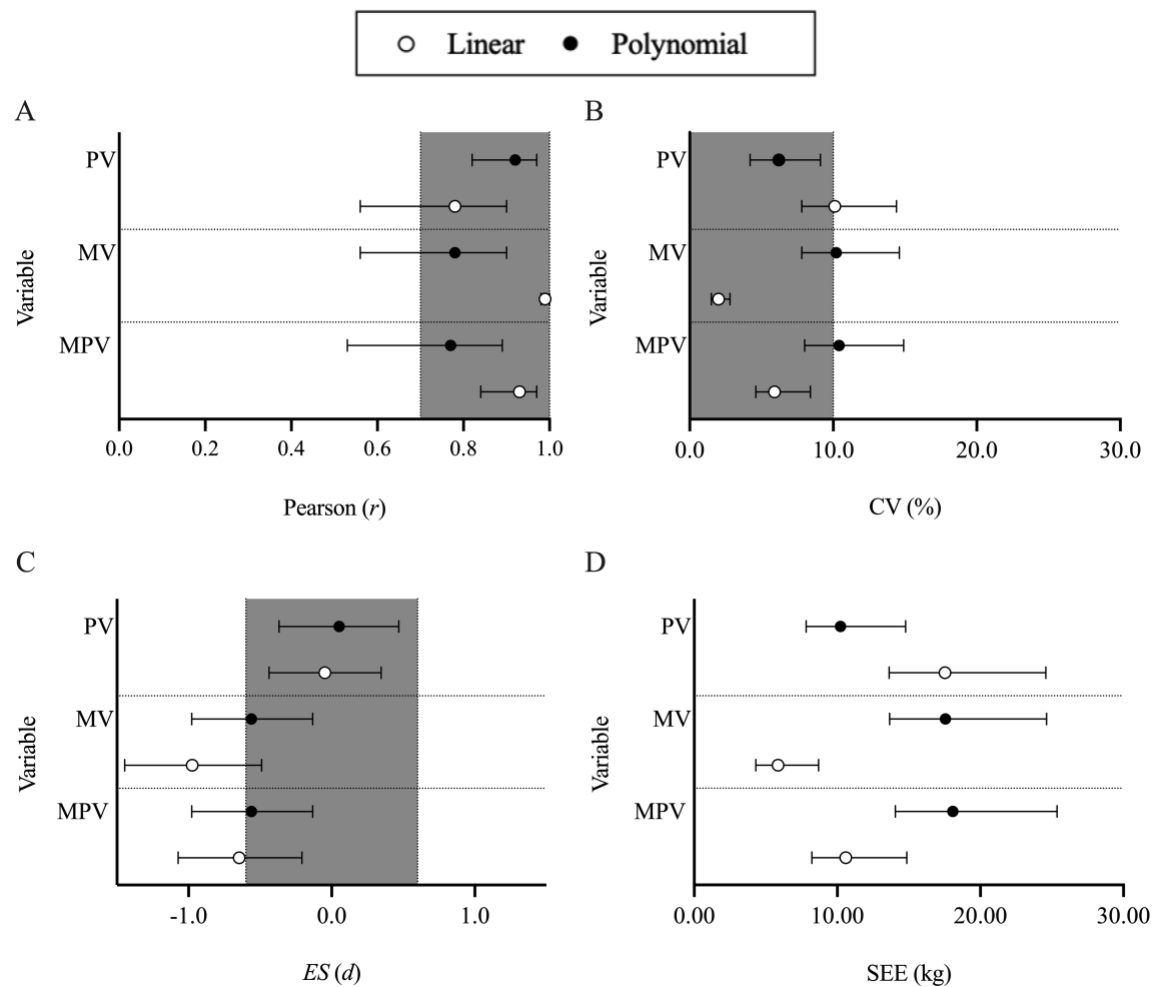 Linear Polynomial
A
PV
MV
MPV
Variable
0.0 0.2 0.4 0.6 0.8 1.0
Pearson (r)
B
PV
MV
MPV
Variable
0.0 10.0 20.0 30.0
CV (%)
C
PV
MV
MPV
Variable
-1.0 0.0 1.0
ES (d)
D
PV
MV
MPV
Variable
0.00 10.00 20.00 30.00
SEE (kg)